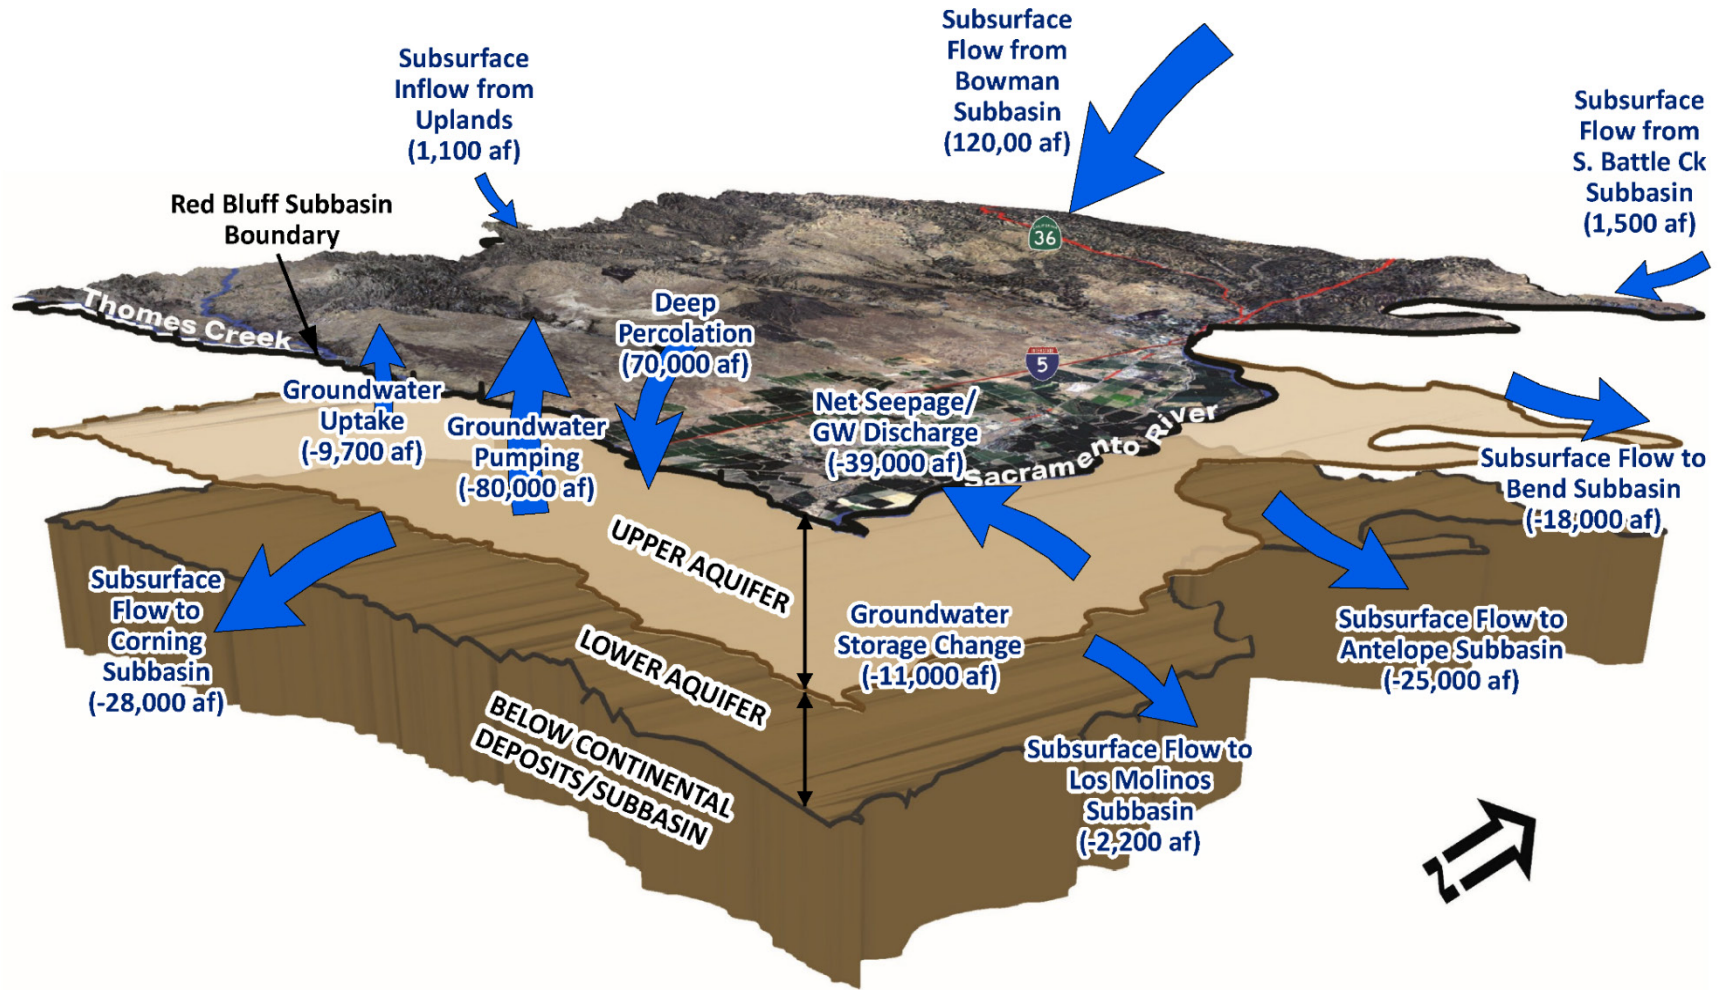 Subsurface
Flow from
Bowman
Subbasin
(120,00 af)
Subsurface
Inflow from
Uplands
(1,100 af)
Subsurface
Flow from
S. Battle Ck
Subbasin
(1,500 af)
Red Bluff Subbasin
Boundary
36
Thomes Creek
Deep
Percolation
(70,000 af)
5
Groundwater
Uptake
(-9,700 af)
Groundwater
Pumping
(-80,000 af)
Net Seepage/
GW Discharge
(-39,000 af)
Sacramento River
Subsurface Flow to
Bend Subbasin
(-18,000 af)
UPPER AQUIFER
Subsurface
Flow to
Corning
Subbasin
(-28,000 af)
Groundwater
Storage Change
(-11,000 af)
Subsurface Flow to
Antelope Subbasin
(-25,000 af)
LOWER AQUIFER
BELOW CONTINENTAL
DEPOSITS/SUBBASIN
Subsurface Flow to
Los Molinos
Subbasin
(-2,200 af)
N